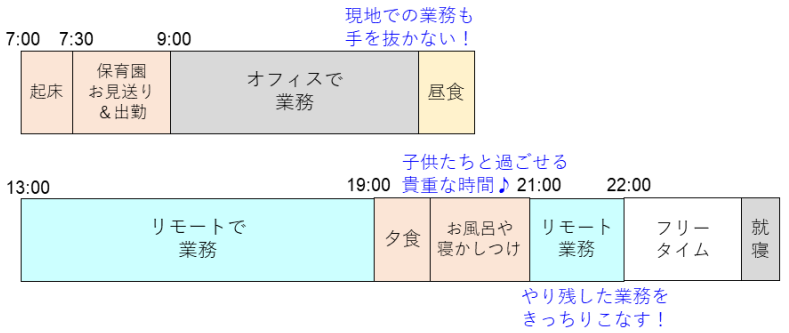 現地での業務も
手を抜かない！
7:00
7:30
9:00
起床
保育園
お見送り
＆出勤
オフィスで
業務
昼食
子供たちと過ごせる
貴重な時間♪
13:00
19:00
21:00
22:00
リモートで
業務
夕食
お風呂や
寝かしつけ
リモート
業務
フリー
タイム
就
寝
やり残した業務を
きっちりこなす！